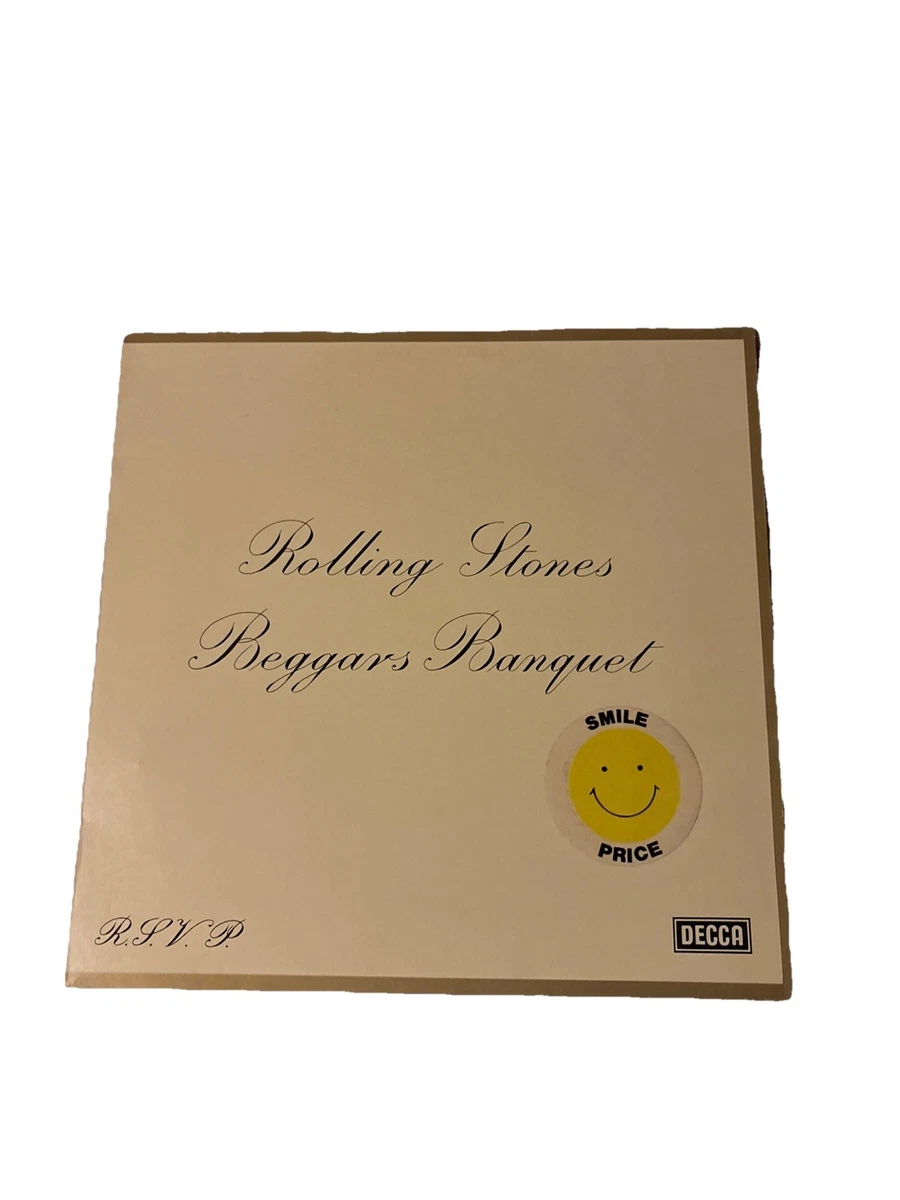 Rolling Stones
Beggars Banquet
SMILE
PRICE
R.S.V.P.
DECCA